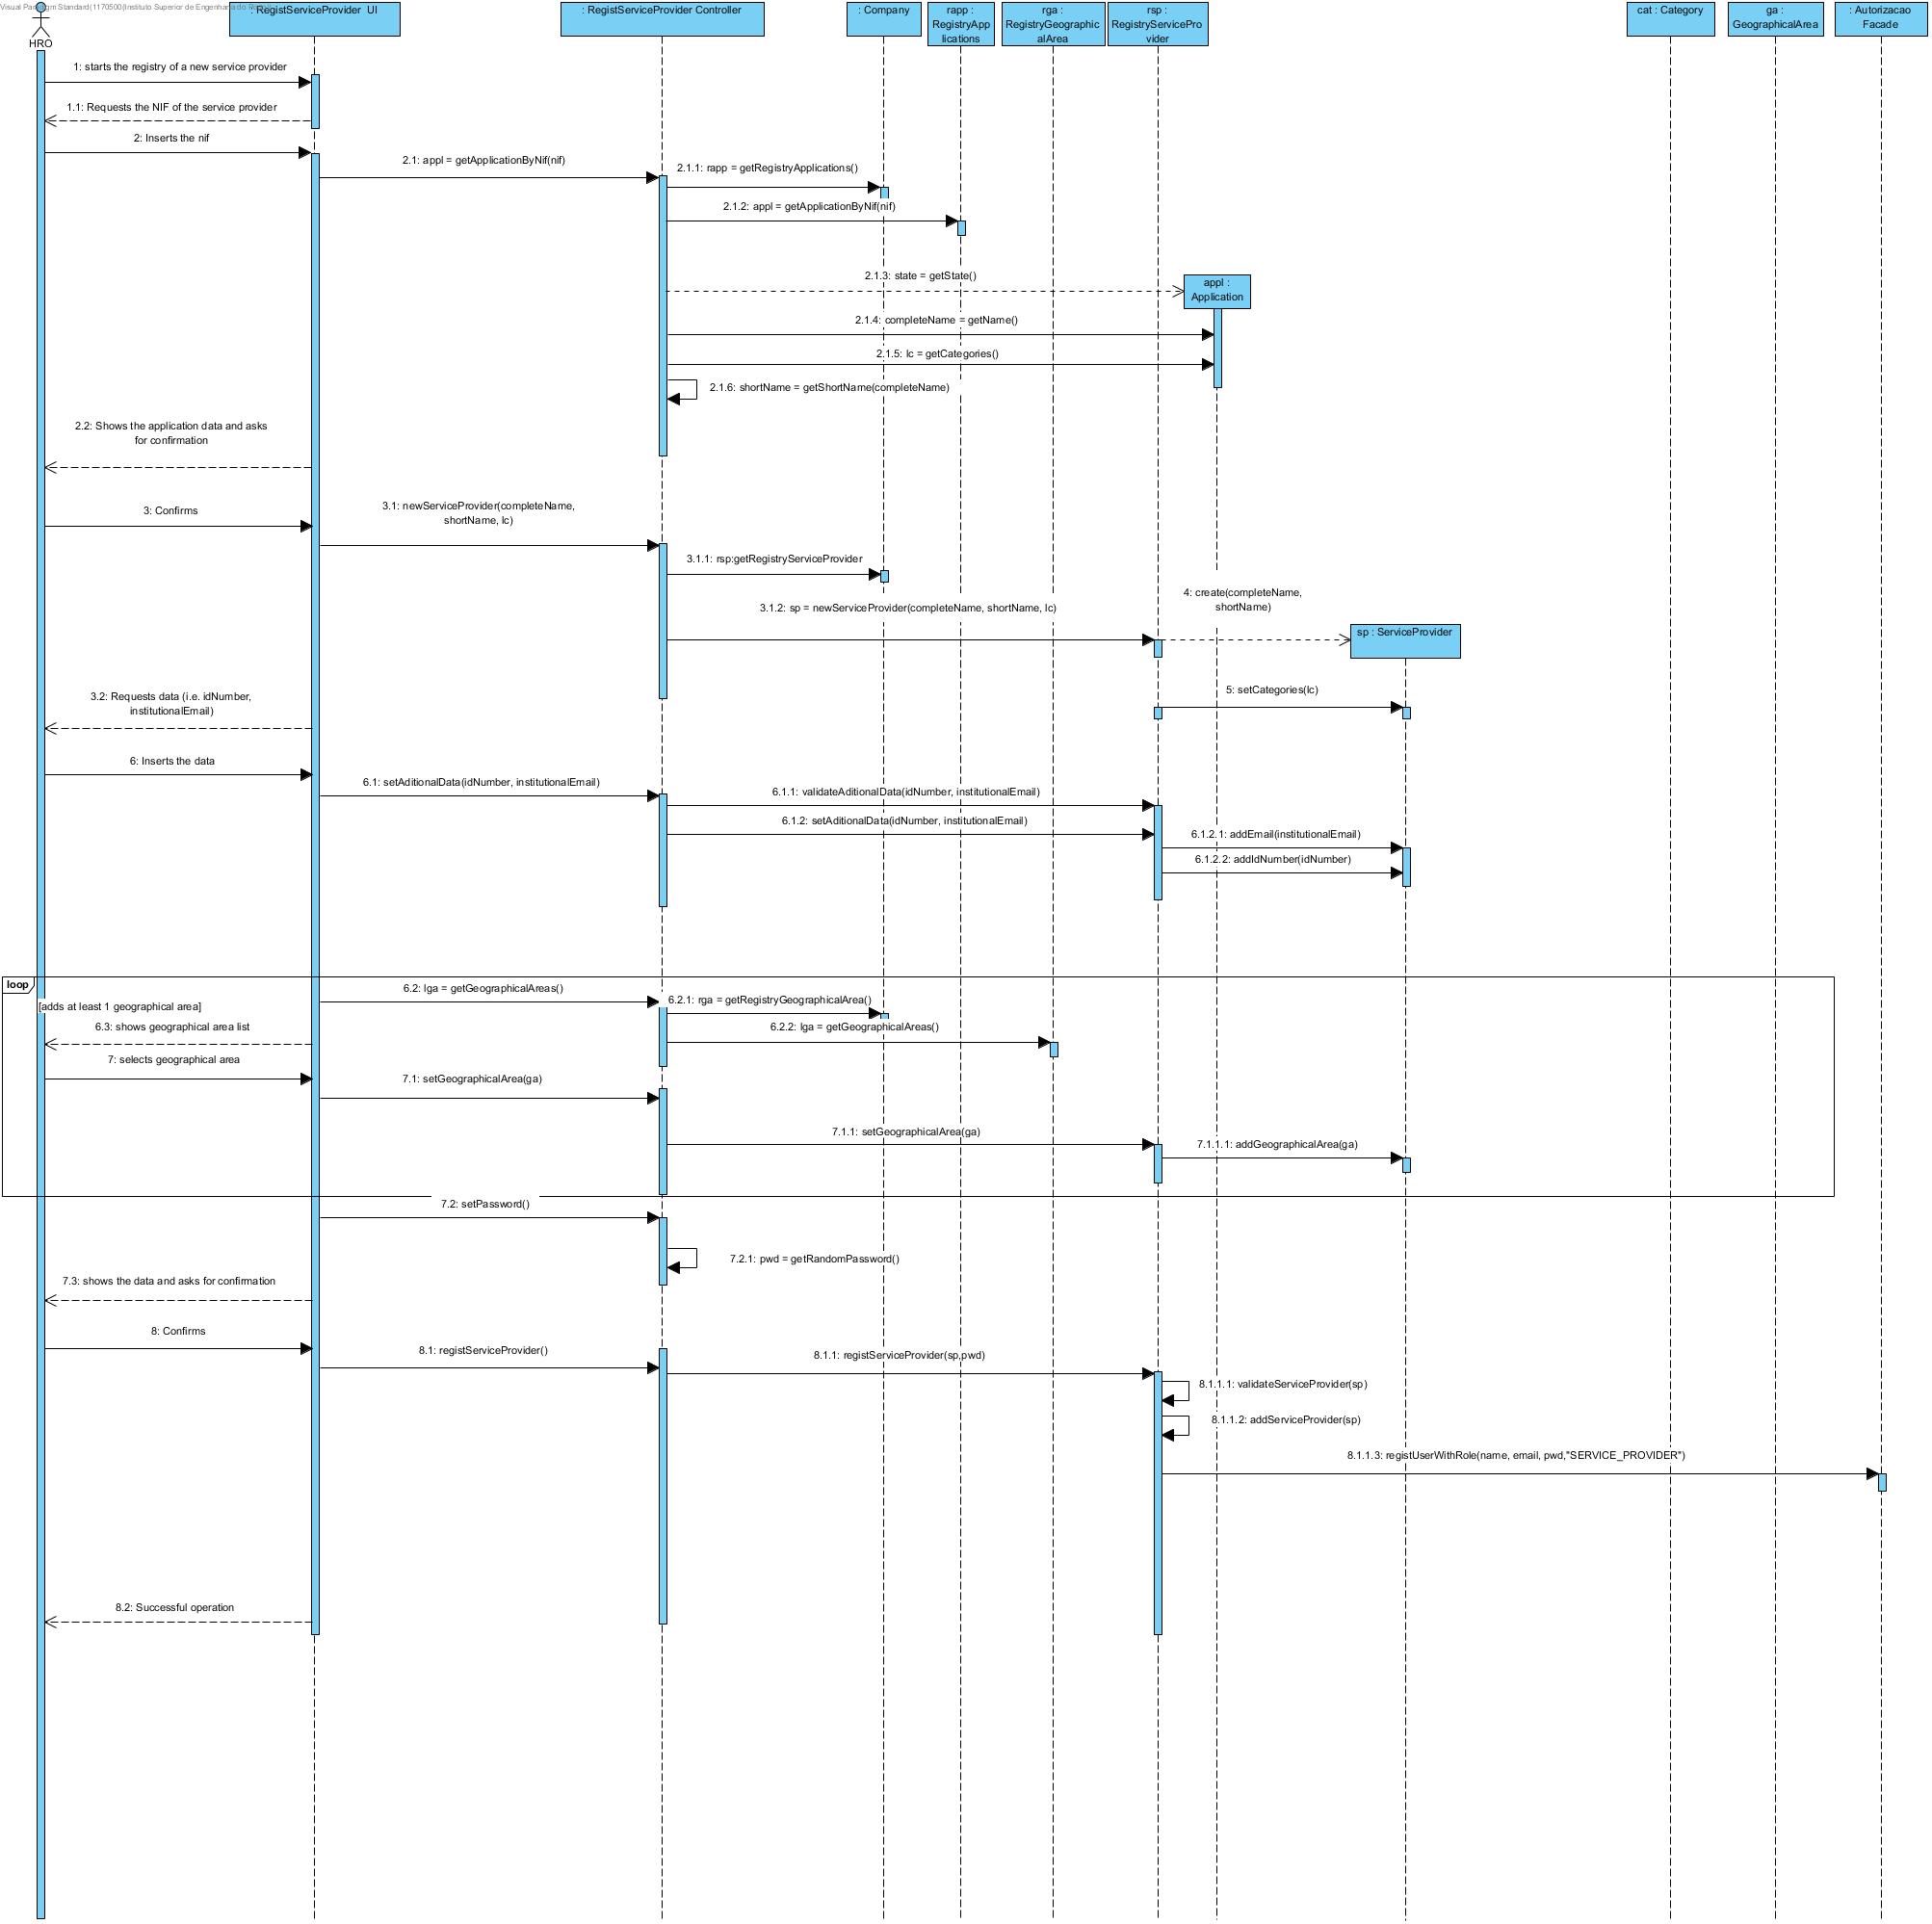 Visual Paradigm Standard(1170500(Instituto Superior de Engenharia do
: RegistServiceProvider UI
: RegistServiceProvider Controller
: Company
rapp :
RegistryApp
lications
rga :
RegistryGeographic
alArea
rsp :
RegistryServicePro
vider
cat : Category
ga :
GeographicalArea
: Autorizacao
Facade
HRO
1: starts the registry of a new service provider
1.1: Requests the NIF of the service provider
2: Inserts the nif
2.1: appl = getApplicationByNif(nif)
2.1.1: rapp = getRegistryApplications()
2.1.2: appl = getApplicationByNif(nif)
2.1.3: state = getState()
appl :
Application
2.1.4: completeName = getName()
2.1.5: lc = getCategories()
2.1.6: shortName = getShortName(completeName)
2.2: Shows the application data and asks
for confirmation
3: Confirms
3.1: newServiceProvider(completeName,
shortName, lc)
3.1.1: rsp:getRegistryServiceProvider
3.1.2: sp = newServiceProvider(completeName, shortName, lc)
4: create(completeName,
shortName)
sp : ServiceProvider
5: setCategories(lc)
3.2: Requests data (i.e. idNumber,
institutionalEmail)
6: Inserts the data
6.1: setAditionalData(idNumber, institutionalEmail)
6.1.1: validateAditionalData(idNumber, institutionalEmail)
6.1.2: setAditionalData(idNumber, institutionalEmail)
6.1.2.1: addEmail(institutionalEmail)
6.1.2.2: addIdNumber(idNumber)
loop
[adds at least 1 geographical area]
6.2: lga = getGeographicalAreas()
6.2.1: rga = getRegistryGeographicalArea()
6.2.2: lga = getGeographicalAreas()
6.3: shows geographical area list
7: selects geographical area
7.1: setGeographicalArea(ga)
7.1.1: setGeographicalArea(ga)
7.1.1.1: addGeographicalArea(ga)
7.2: setPassword()
7.2.1: pwd = getRandomPassword()
7.3: shows the data and asks for confirmation
8: Confirms
8.1: registServiceProvider()
8.1.1: registServiceProvider(sp,pwd)
8.1.1.1: validateServiceProvider(sp)
8.1.1.2: addServiceProvider(sp)
8.1.1.3: registUserWithRole(name, email, pwd,"SERVICE_PROVIDER")
8.2: Successful operation